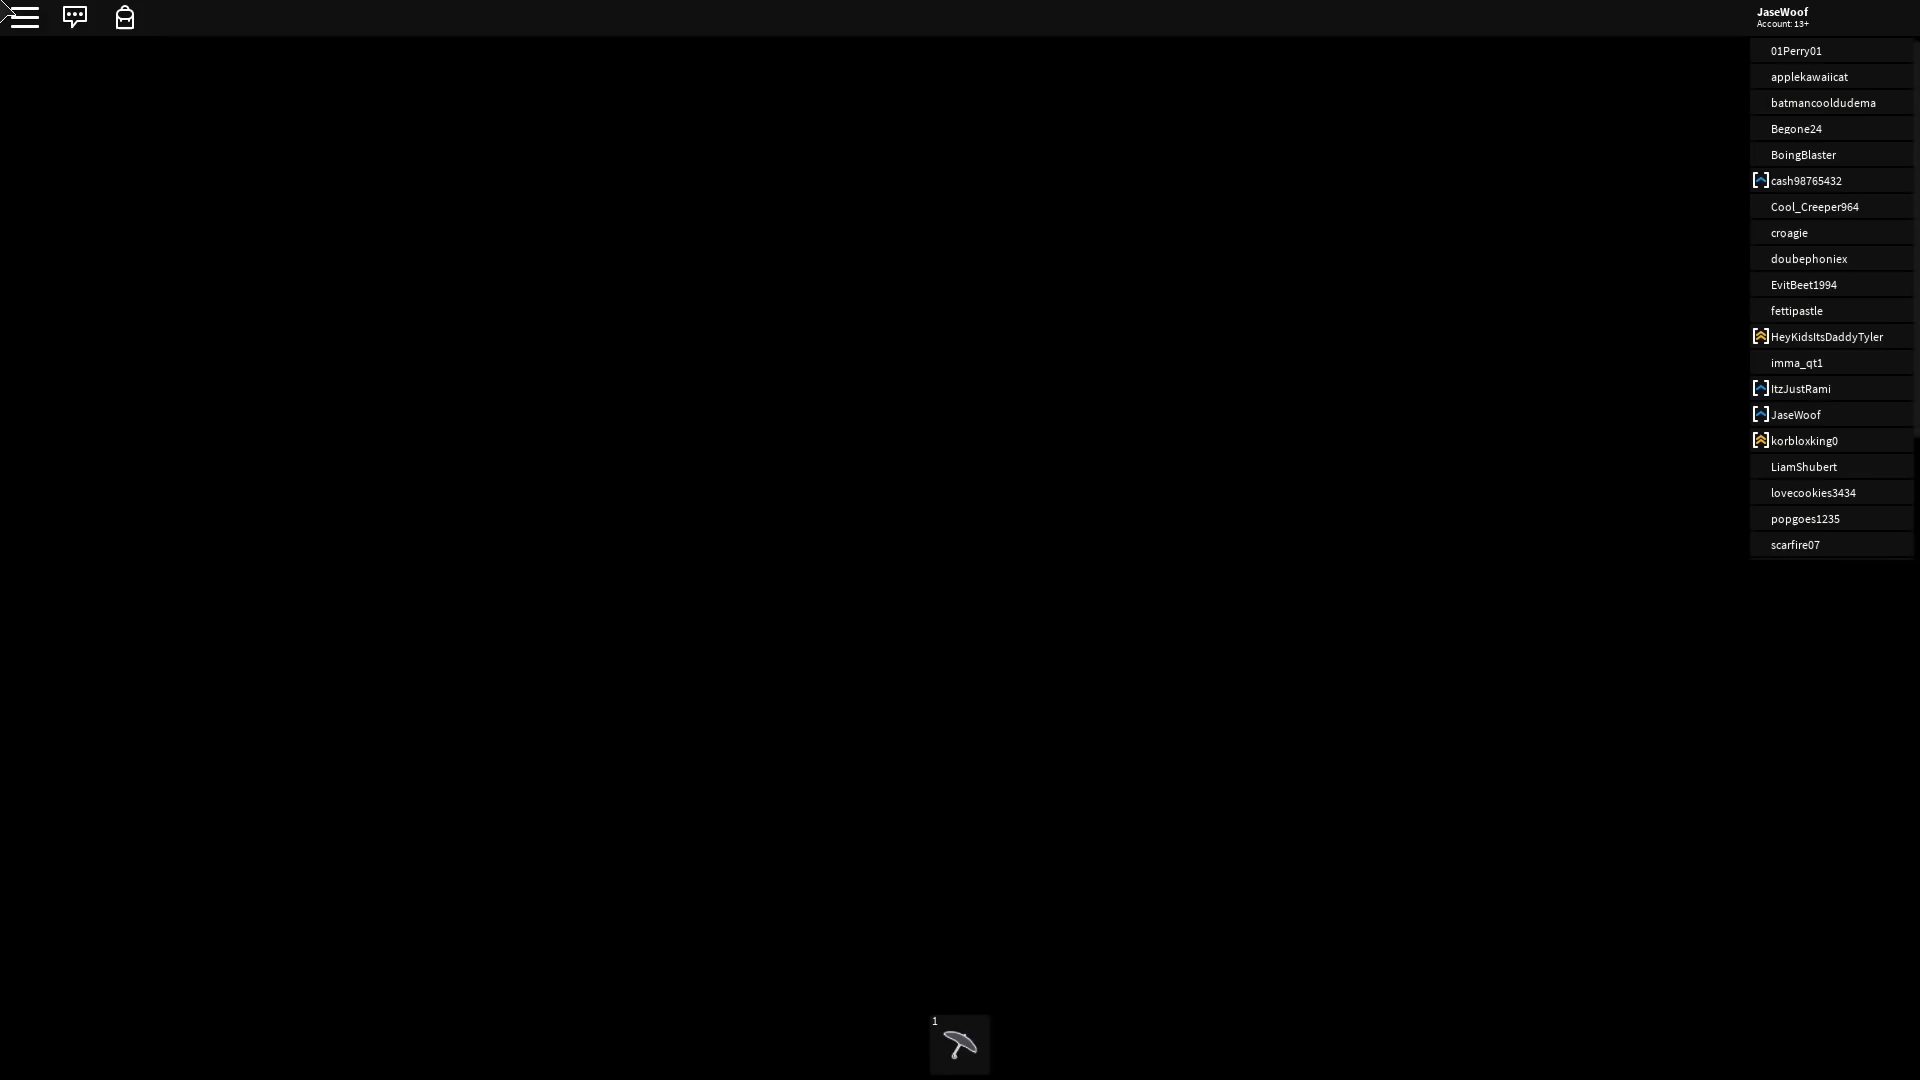 JaseWoof
Account: 13+
01Perry01
applekawaiicat
batmancooldudema
Begone24
BoingBlaster
cash98765432
Cool_Creeper964
croagie
doubephoniex
EvitBeet1994
fettipastle
HeyKidsItsDaddyTyler
imma_qt1
ItzJustRami
JaseWoof
korbloxking0
LiamShubert
lovecookies3434
popgoes1235
scarfire07
1